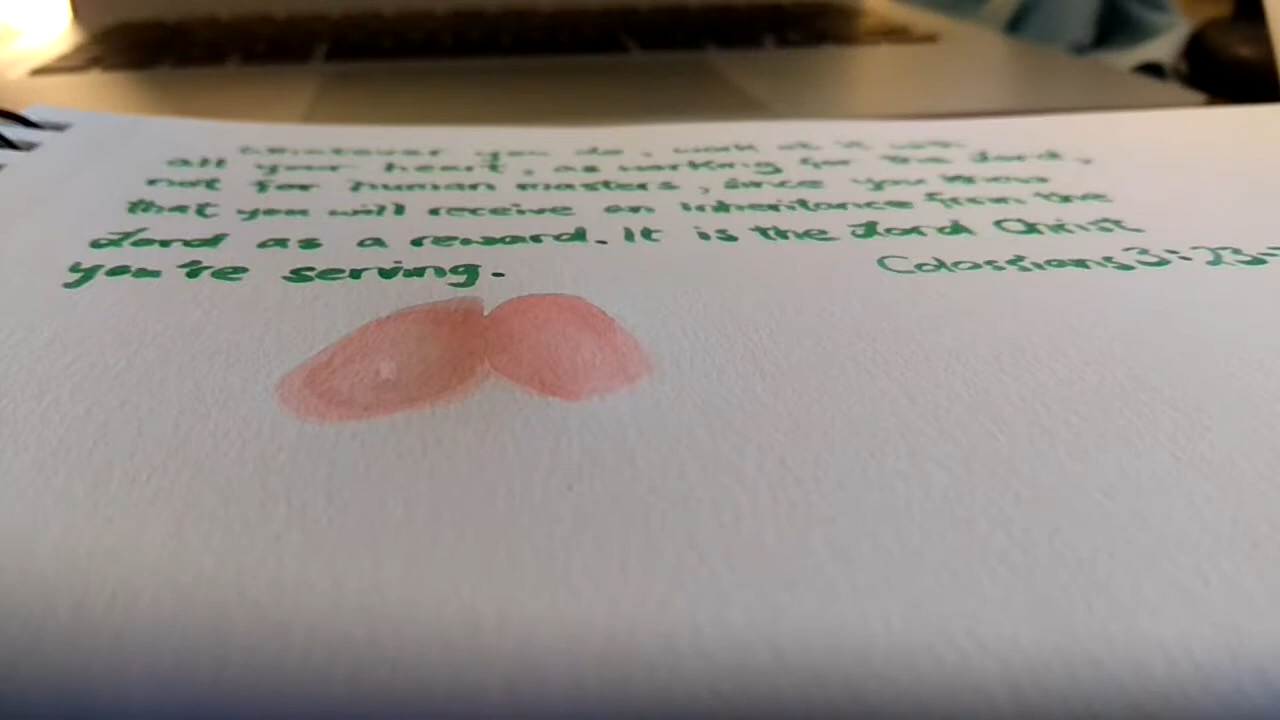 Whatever you do, work at it with
all your heart, as working for the Lord,
not for human masters, since you know
that you will receive an inheritance from the
Lord as a reward. It is the Lord Christ
you're serving.
Colossians 3:23-